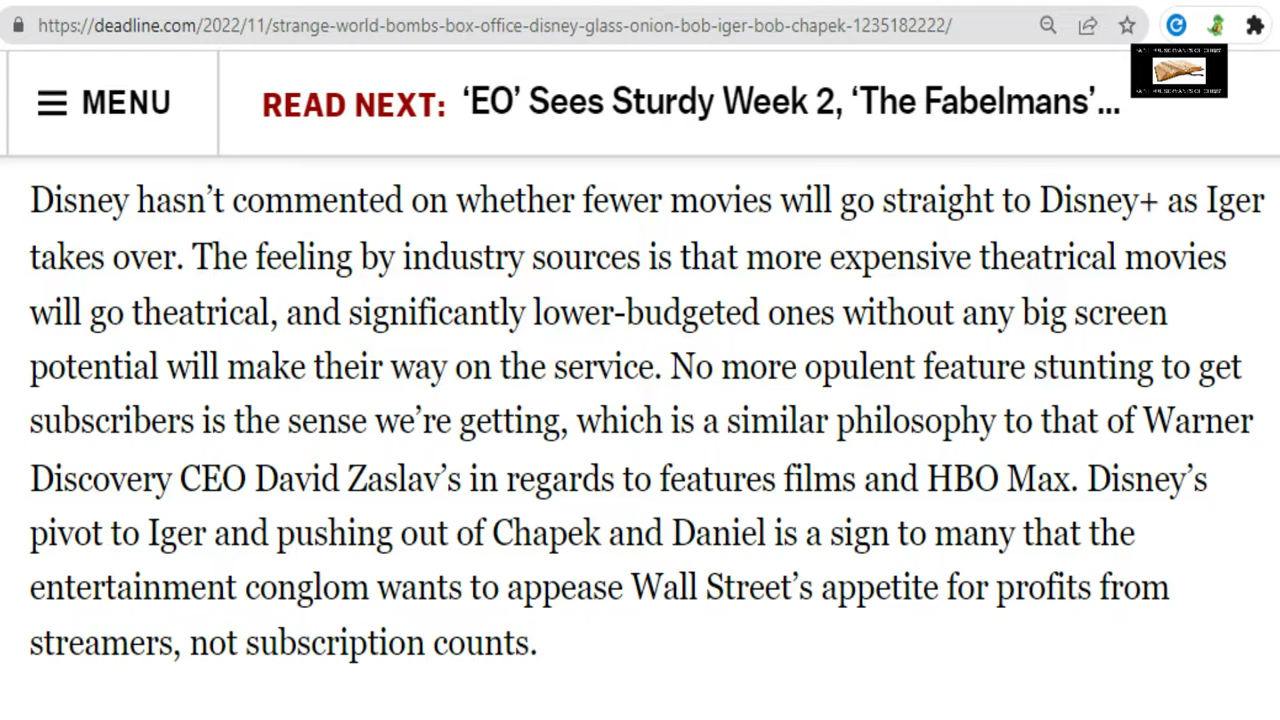 https://deadline.com/2022/11/strange-world-bombs-box-office-disney-glass-onion-bob-iger-bob-chapek-1235182222/
MENU
READ NEXT: ‘EO’ Sees Sturdy Week 2, ‘The Fabelmans’...
Disney hasn’t commented on whether fewer movies will go straight to Disney+ as Iger
takes over. The feeling by industry sources is that more expensive theatrical movies
will go theatrical, and significantly lower-budgeted ones without any big screen
potential will make their way on the service. No more opulent feature stunting to get
subscribers is the sense we’re getting, which is a similar philosophy to that of Warner
Discovery CEO David Zaslav’s in regards to features films and HBO Max. Disney’s
pivot to Iger and pushing out of Chapek and Daniel is a sign to many that the
entertainment conglom wants to appease Wall Street’s appetite for profits from
streamers, not subscription counts.